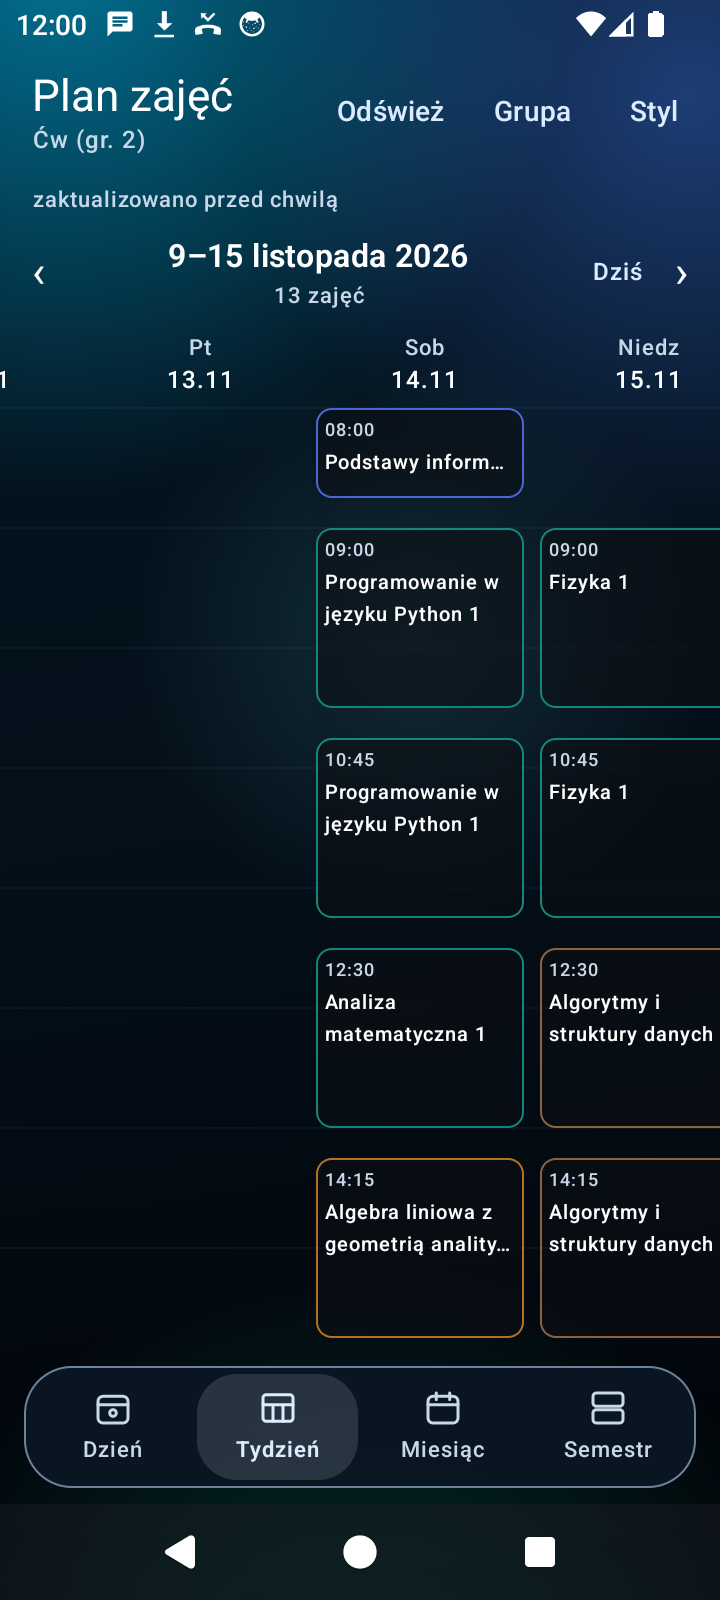 12:00
Plan zajęć
Ćw (gr. 2)
Odśwież
Grupa
Styl
zaktualizowano przed chwilą
‹
9–15 listopada 2026
13 zajęć
Dziś
›
1
Pt
13.11
Sob
14.11
Niedz
15.11
08:00
Podstawy inform…
09:00
Programowanie w
języku Python 1
09:00
Fizyka 1
10:45
Programowanie w
języku Python 1
10:45
Fizyka 1
12:30
Analiza
matematyczna 1
12:30
Algorytmy i
struktury danych
14:15
Algebra liniowa z
geometrią anality…
14:15
Algorytmy i
struktury danych
Dzień
Tydzień
Miesiąc
Semestr